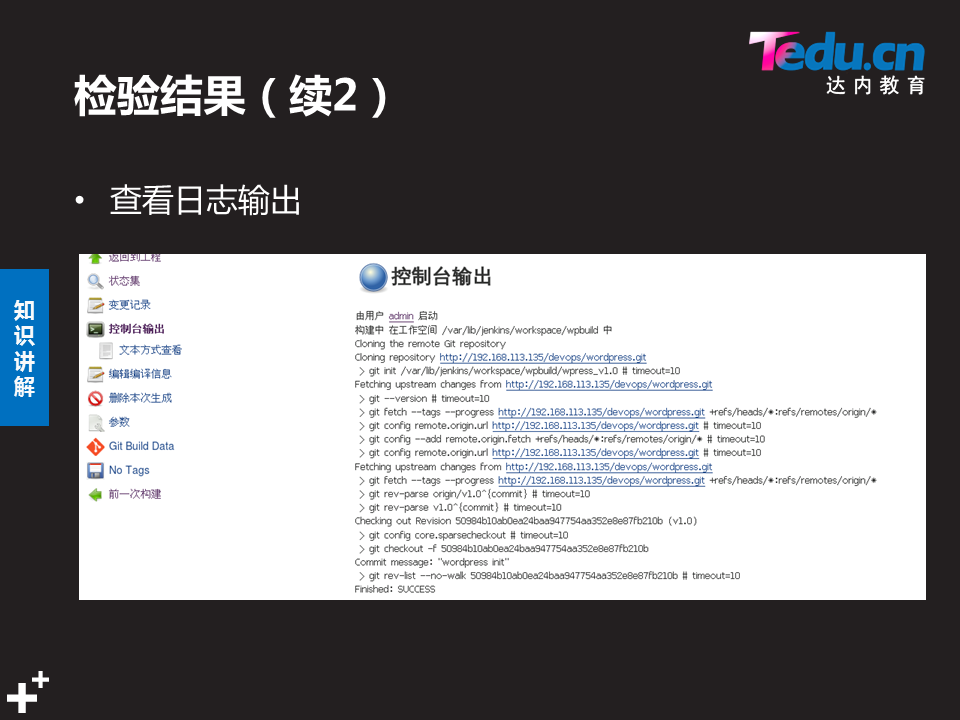 Tedu.cn
达内教育
检验结果（续2）
• 查看日志输出
知识讲解
返回到工程
状态集
变更记录
控制台输出
文本方式查看
编辑编译信息
删除本次生成
参数
Git Build Data
No Tags
前一次构建
控制台输出
由用户 admin 启动
构建中 在工作空间 /var/lib/jenkins/workspace/wpbuild 中
Cloning the remote Git repository
Cloning repository http://192.168.113.135/devops/wordpress.git
> git init /var/lib/jenkins/workspace/wpbuild/wpress_v1.0 # timeout=10
Fetching upstream changes from http://192.168.113.135/devops/wordpress.git
> git --version # timeout=10
> git fetch --tags --progress http://192.168.113.135/devops/wordpress.git +refs/heads/*:refs/remotes/origin/*
> git config remote.origin.url http://192.168.113.135/devops/wordpress.git # timeout=10
> git config --add remote.origin.fetch +refs/heads/*:refs/remotes/origin/* # timeout=10
> git config remote.origin.url http://192.168.113.135/devops/wordpress.git # timeout=10
Fetching upstream changes from http://192.168.113.135/devops/wordpress.git
> git fetch --tags --progress http://192.168.113.135/devops/wordpress.git +refs/heads/*:refs/remotes/origin/*
> git rev-parse origin/v1.0^{commit} # timeout=10
> git rev-parse v1.0^{commit} # timeout=10
Checking out Revision 50984b10ab0ea24baa947754aa352e8e87fb210b (v1.0)
> git config core.sparsecheckout # timeout=10
> git checkout -f 50984b10ab0ea24baa947754aa352e8e87fb210b
Commit message: "wordpress init"
> git rev-list --no-walk 50984b10ab0ea24baa947754aa352e8e87fb210b # timeout=10
Finished: SUCCESS